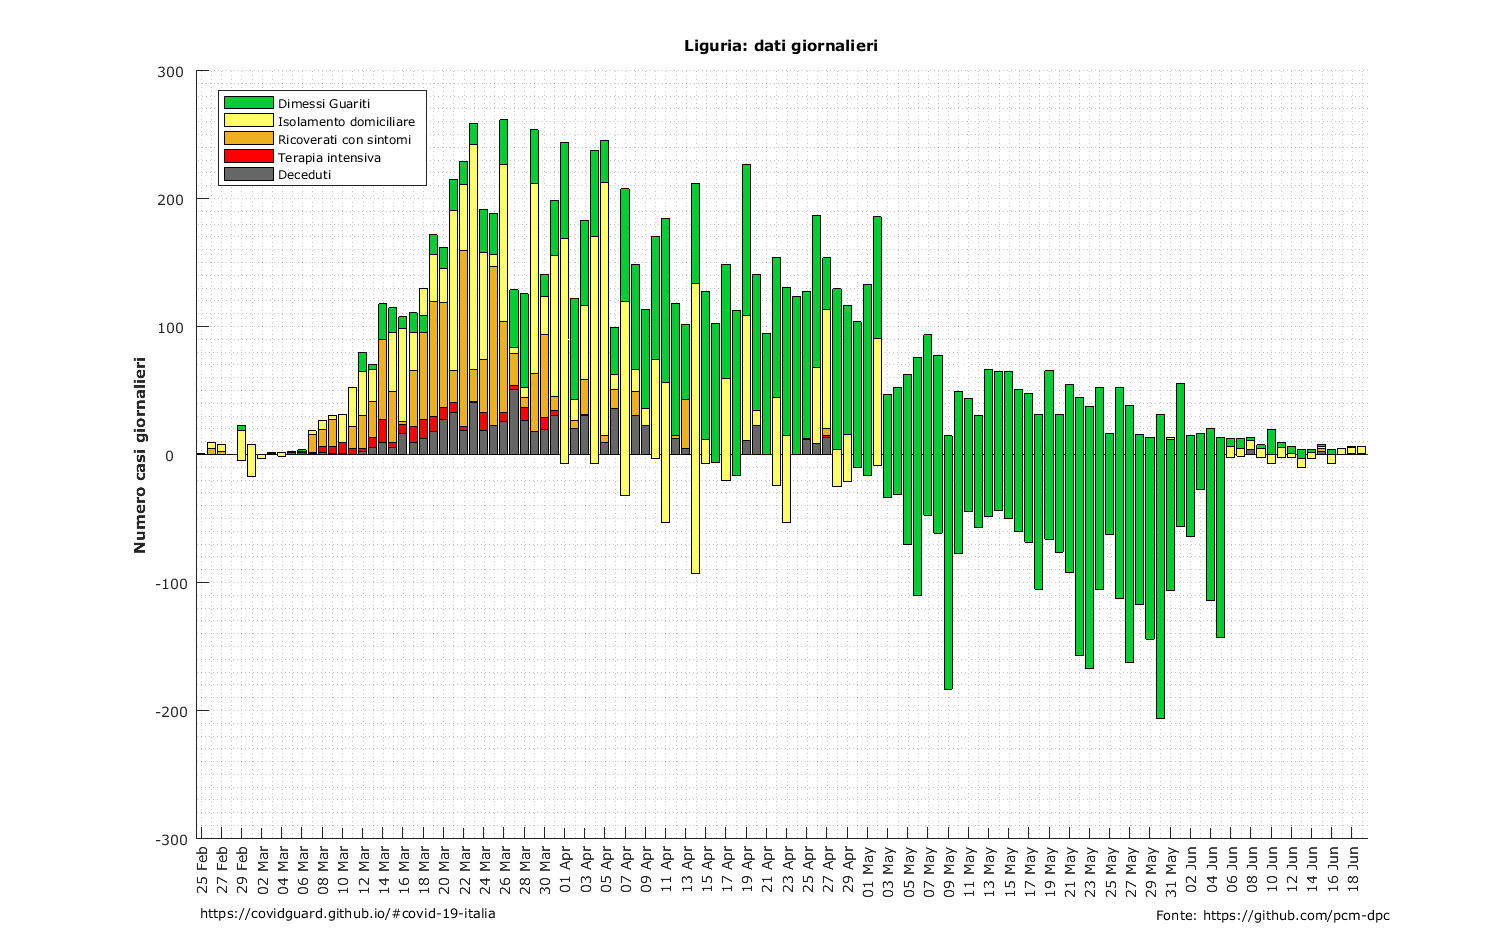 Liguria: dati giornalieri
Numero casi giornalieri
300
200
100
0
-100
-200
-300
Dimessi Guariti
Isolamento domiciliare
Ricoverati con sintomi
Terapia intensiva
Deceduti
25 Feb
27 Feb
29 Feb
02 Mar
04 Mar
06 Mar
08 Mar
10 Mar
12 Mar
14 Mar
16 Mar
18 Mar
20 Mar
22 Mar
24 Mar
26 Mar
28 Mar
30 Mar
01 Apr
03 Apr
05 Apr
07 Apr
09 Apr
11 Apr
13 Apr
15 Apr
17 Apr
19 Apr
21 Apr
23 Apr
25 Apr
27 Apr
29 Apr
01 May
03 May
05 May
07 May
09 May
11 May
13 May
15 May
17 May
19 May
21 May
23 May
25 May
27 May
29 May
31 May
02 Jun
04 Jun
06 Jun
08 Jun
10 Jun
12 Jun
14 Jun
16 Jun
18 Jun
https://covidguard.github.io/#covid-19-italia
Fonte: https://github.com/pcm-dpc